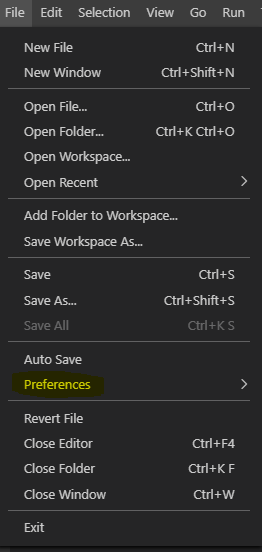 File Edit Selection View Go Run
New File Ctrl+N
New Window Ctrl+Shift+N
Open File... Ctrl+O
Open Folder... Ctrl+K Ctrl+O
Open Workspace...
Open Recent
Add Folder to Workspace...
Save Workspace As...
Save Ctrl+S
Save As... Ctrl+Shift+S
Save All Ctrl+K S
Auto Save
Preferences
Revert File
Close Editor Ctrl+F4
Close Folder Ctrl+K F
Close Window Ctrl+W
Exit